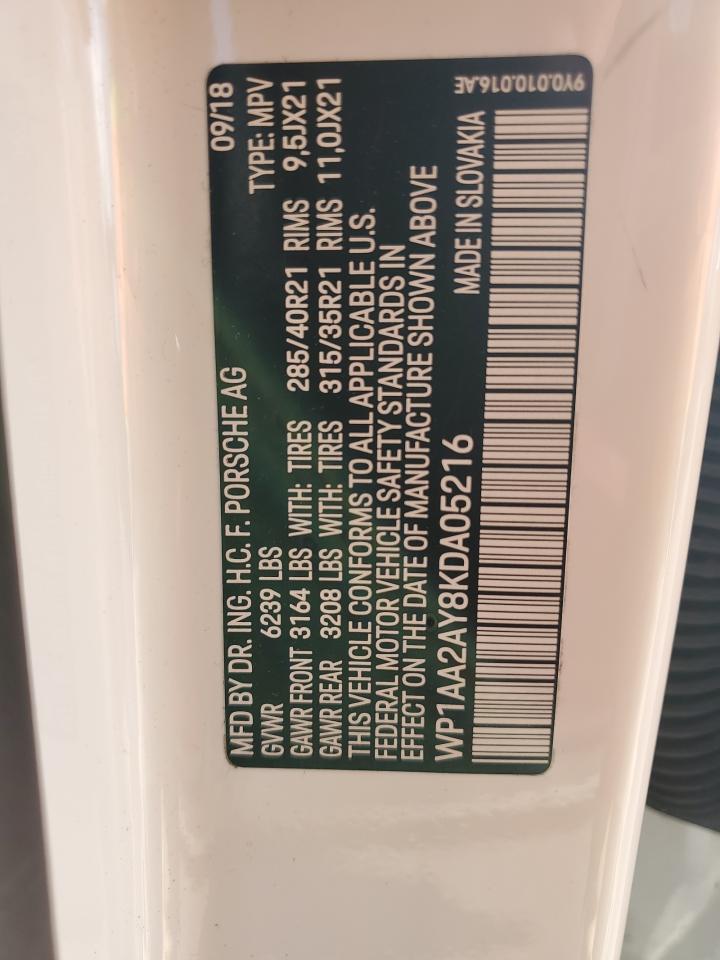 MFD BY DR. ING. H.C. F. PORSCHE AG 09/18
GVWR 6239 LBS TYPE: MPV
GAWR FRONT 3164 LBS WITH: TIRES 285/40R21 RIMS 9,5JX21
GAWR REAR 3208 LBS WITH: TIRES 315/35R21 RIMS 11,0JX21
THIS VEHICLE CONFORMS TO ALL APPLICABLE U.S.
FEDERAL MOTOR VEHICLE SAFETY STANDARDS IN
EFFECT ON THE DATE OF MANUFACTURE SHOWN ABOVE
WP1AA2AY8KDA05216 MADE IN SLOVAKIA
9Y0.010.016.AE